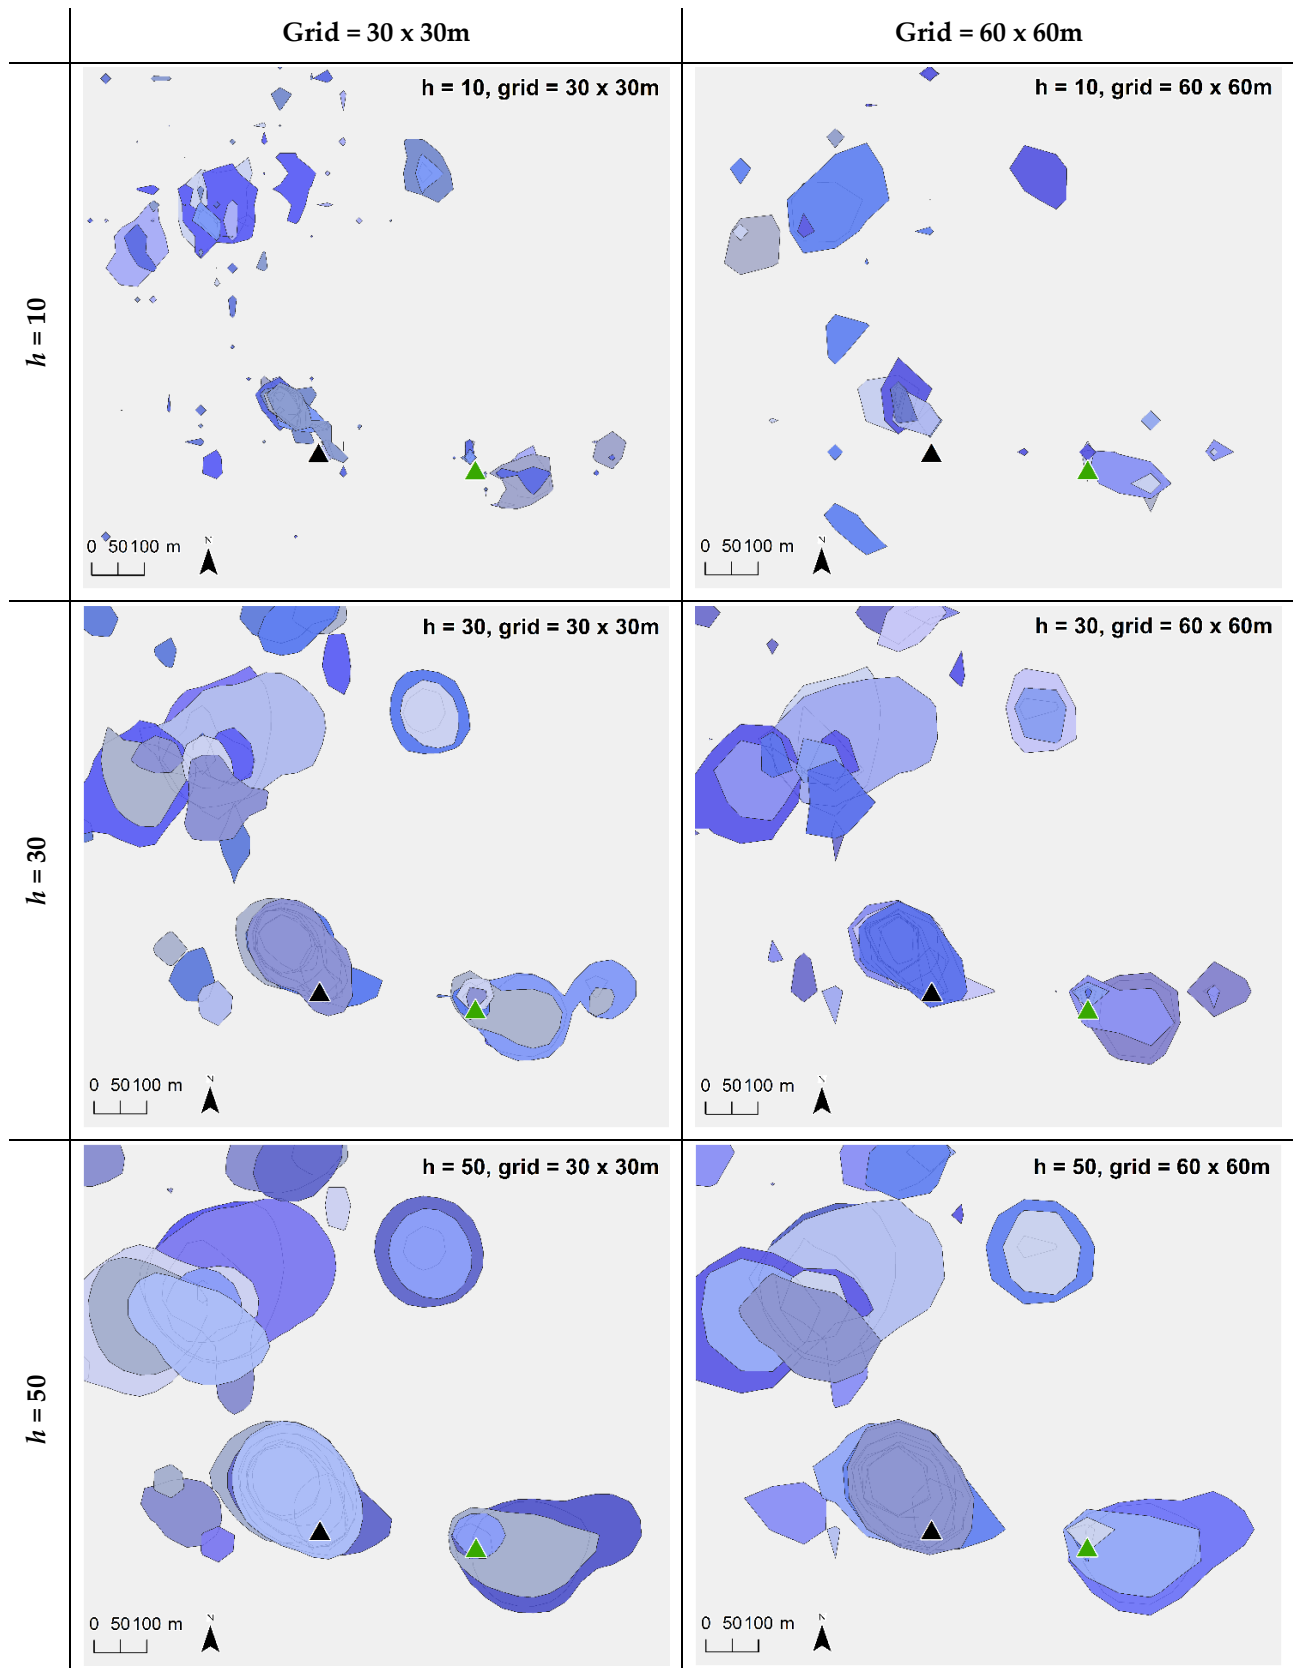 Grid = 30 x 30m
Grid = 60 x 60m
h = 10
h = 10, grid = 30 x 30m
0 50 100 m
N
h = 10, grid = 60 x 60m
0 50 100 m
N
h = 30
h = 30, grid = 30 x 30m
0 50 100 m
N
h = 30, grid = 60 x 60m
0 50 100 m
N
h = 50
h = 50, grid = 30 x 30m
0 50 100 m
N
h = 50, grid = 60 x 60m
0 50 100 m
N